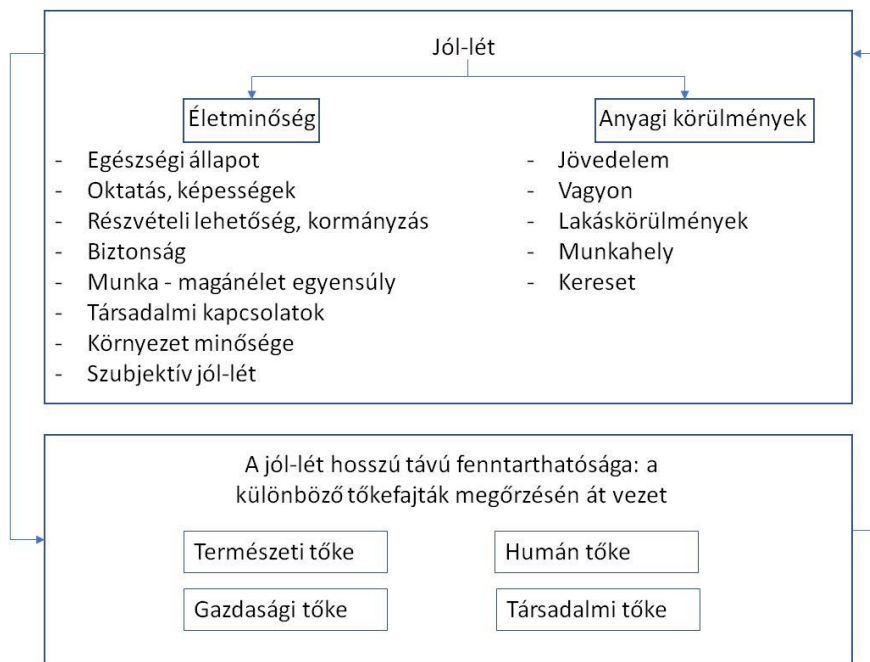 Jól-lét
Életminőség
- Egészségi állapot
- Oktatás, képességek
- Részvételi lehetőség, kormányzás
- Biztonság
- Munka - magánélet egyensúly
- Társadalmi kapcsolatok
- Környezet minősége
- Szubjektív jól-lét
Anyagi körülmények
- Jövedelem
- Vagyon
- Lakáskörülmények
- Munkahely
- Kereset
A jól-lét hosszú távú fenntarthatósága: a
különböző tőkefajták megőrzésén át vezet
Természeti tőke
Humán tőke
Gazdasági tőke
Társadalmi tőke